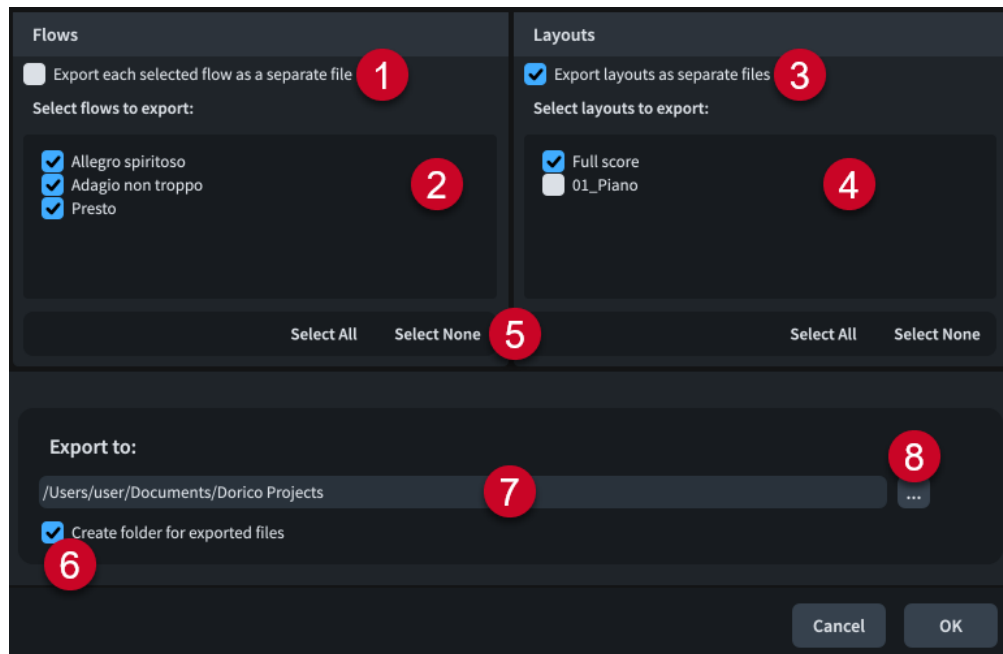 Flows
Export each selected flow as a separate file 1
Select flows to export:
Allegro spiritoso
Adagio non troppo 2
Presto
Select All Select None 5
Layouts
Export layouts as separate files 3
Select layouts to export:
Full score
01_Piano 4
Select All Select None
Export to:
8
/Users/user/Documents/Dorico Projects 7 ...
Create folder for exported files
6
Cancel OK